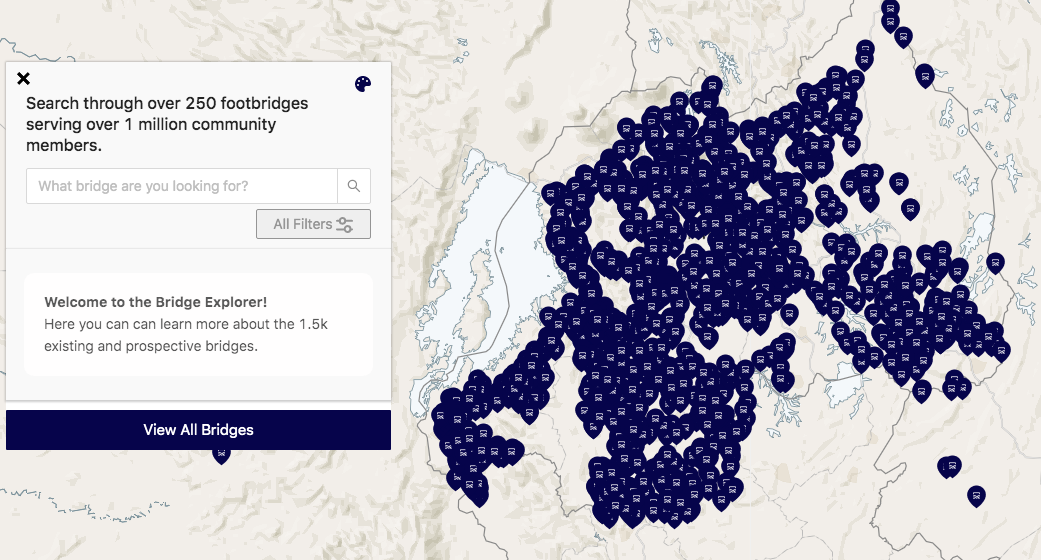 Search through over 250 footbridges
serving over 1 million community
members.
What bridge are you looking for?
All Filters
Welcome to the Bridge Explorer!
Here you can can learn more about the 1.5k
existing and prospective bridges.
View All Bridges